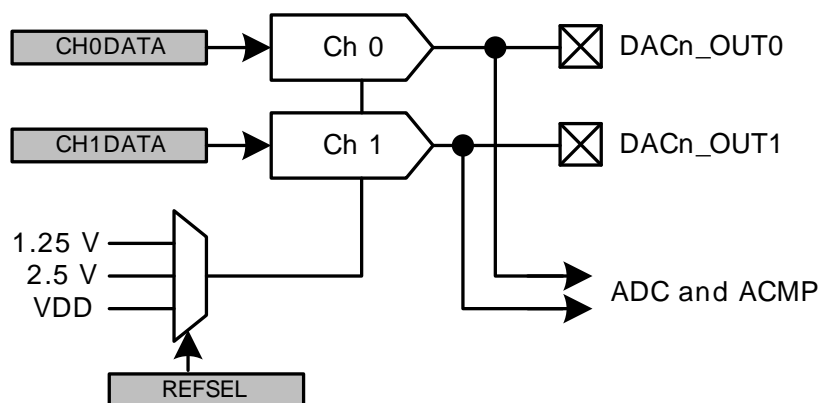 CH0DATA
Ch 0
DACn_OUT0
CH1DATA
Ch 1
DACn_OUT1
1.25 V
2.5 V
VDD
ADC and ACMP
REFSEL